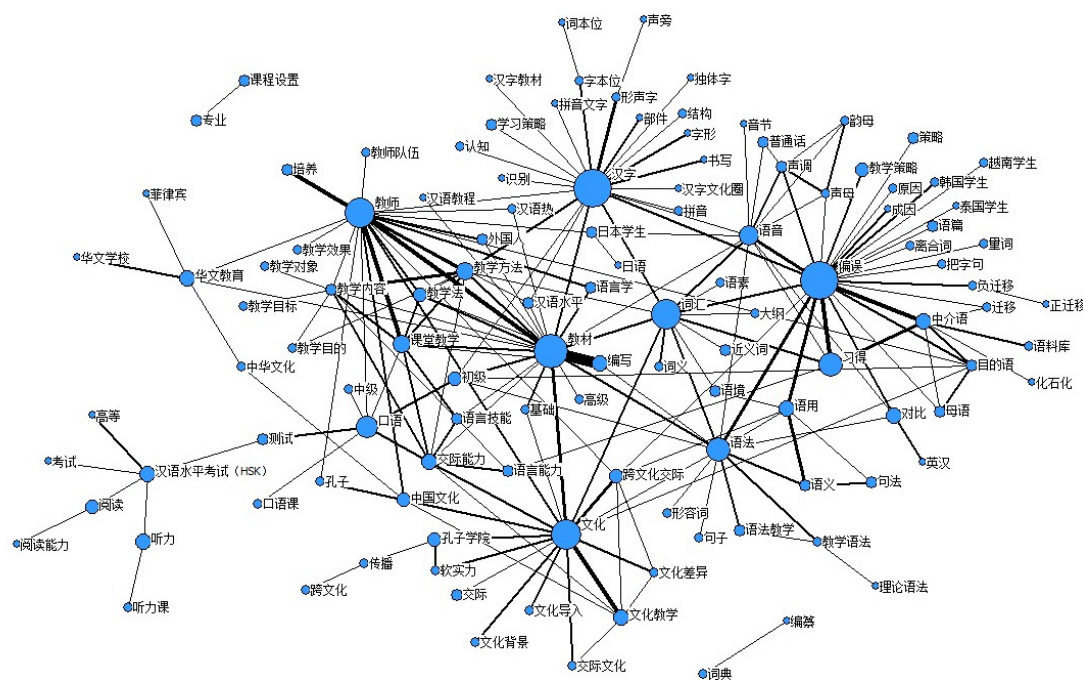 声旁
词本位
汉字教材
字本位
独体字
课程设置
形声字
拼音文字
结构
部件
专业
学习策略
字形
音节
韵母
普通话
策略
认知
教师队伍
书写
声调
教学策略
越南学生
培养
识别
汉字
汉字文化圈
声母
原因
韩国学生
菲律宾
教师
汉语教程
汉语热
拼音
成因
泰国学生
外国
日本学生
语音
语篇
教学效果
离合词
量词
华文学校
教学对象
教学方法
日语
偏误
把字句
华文教育
教学内容
教学法
语言学
语素
负迁移
教学目标
汉语水平
词汇
大纲
迁移
正迁移
中介语
教学目的
课堂教学
教材
近义词
语料库
中华文化
编写
词义
习得
目的语
初级
化石化
中级
高级
语境
高等
口语
语言技能
基础
语用
对比
母语
测试
语法
考试
汉语水平考试（HSK）
交际能力
语言能力
跨文化交际
英汉
孔子
语义
句法
阅读
口语课
中国文化
形容词
文化
句子
语法教学
教学语法
阅读能力
听力
孔子学院
传播
软实力
文化差异
跨文化
交际
理论语法
听力课
文化导入
文化教学
编纂
文化背景
交际文化
词典